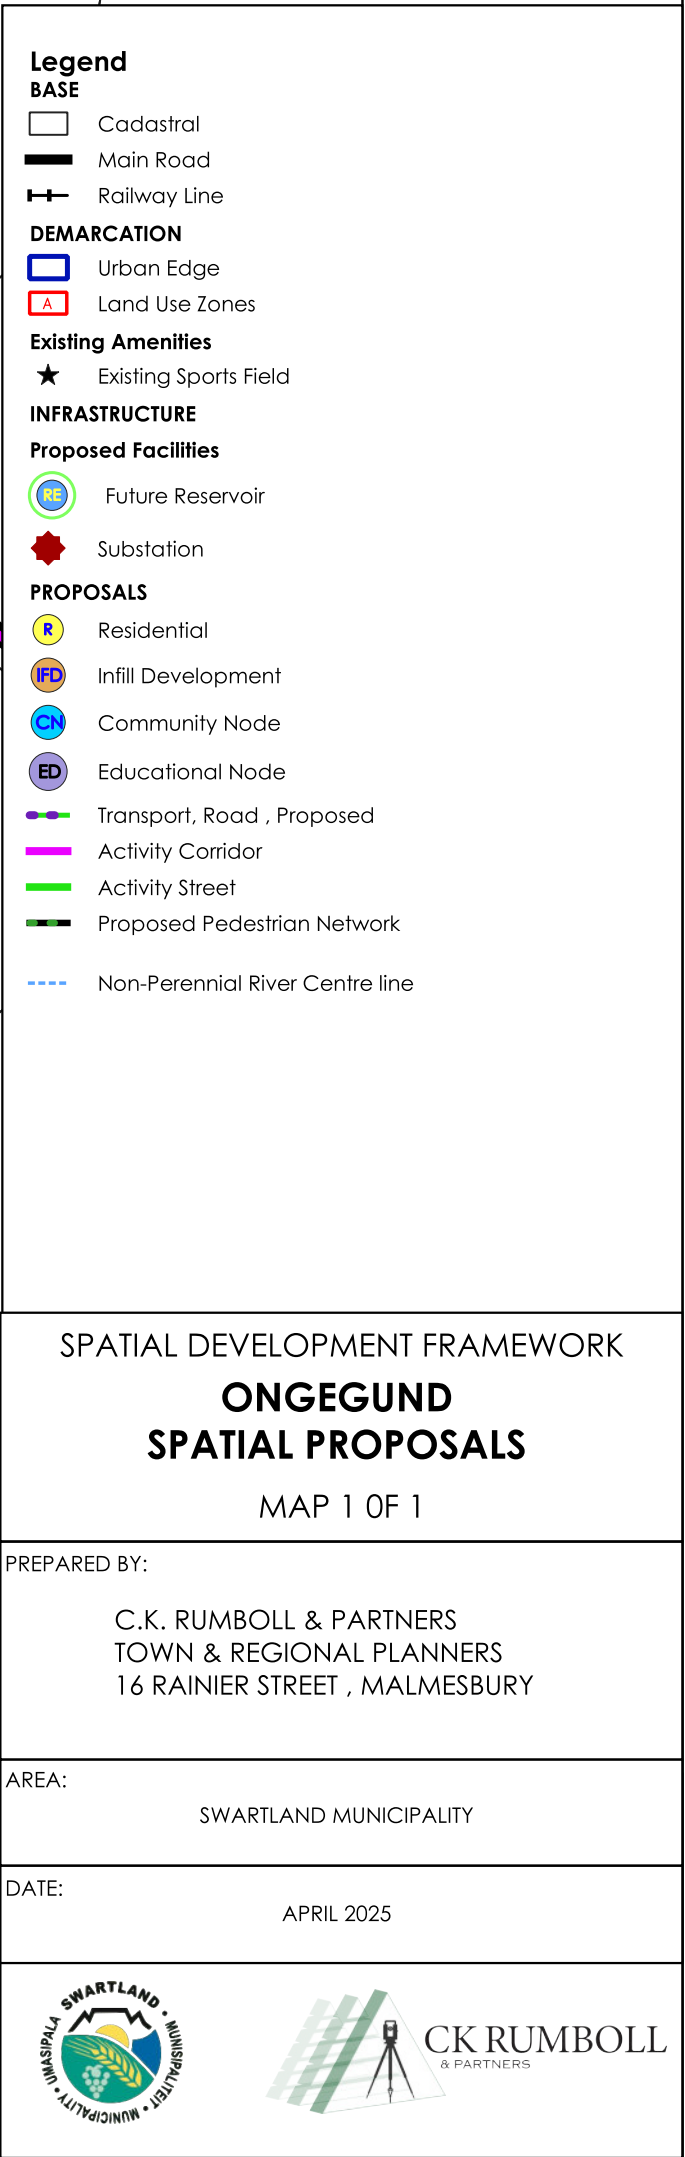 Legend
BASE
Cadastral
Main Road
Railway Line
DEMARCATION
Urban Edge
A Land Use Zones
Existing Amenities
Existing Sports Field
INFRASTRUCTURE
Proposed Facilities
RE Future Reservoir
Substation
PROPOSALS
R Residential
IFD Infill Development
CN Community Node
ED Educational Node
Transport, Road , Proposed
Activity Corridor
Activity Street
Proposed Pedestrian Network
Non-Perennial River Centre line
SPATIAL DEVELOPMENT FRAMEWORK
ONGEGUND
SPATIAL PROPOSALS
MAP 1 0F 1
PREPARED BY:
C.K. RUMBOLL & PARTNERS
TOWN & REGIONAL PLANNERS
16 RAINIER STREET , MALMESBURY
AREA:
SWARTLAND MUNICIPALITY
DATE:
APRIL 2025
SWARTLAND • MUNISIPALITEIT • MUNICIPALITY • UMASIPALA
CK RUMBOLL
& PARTNERS